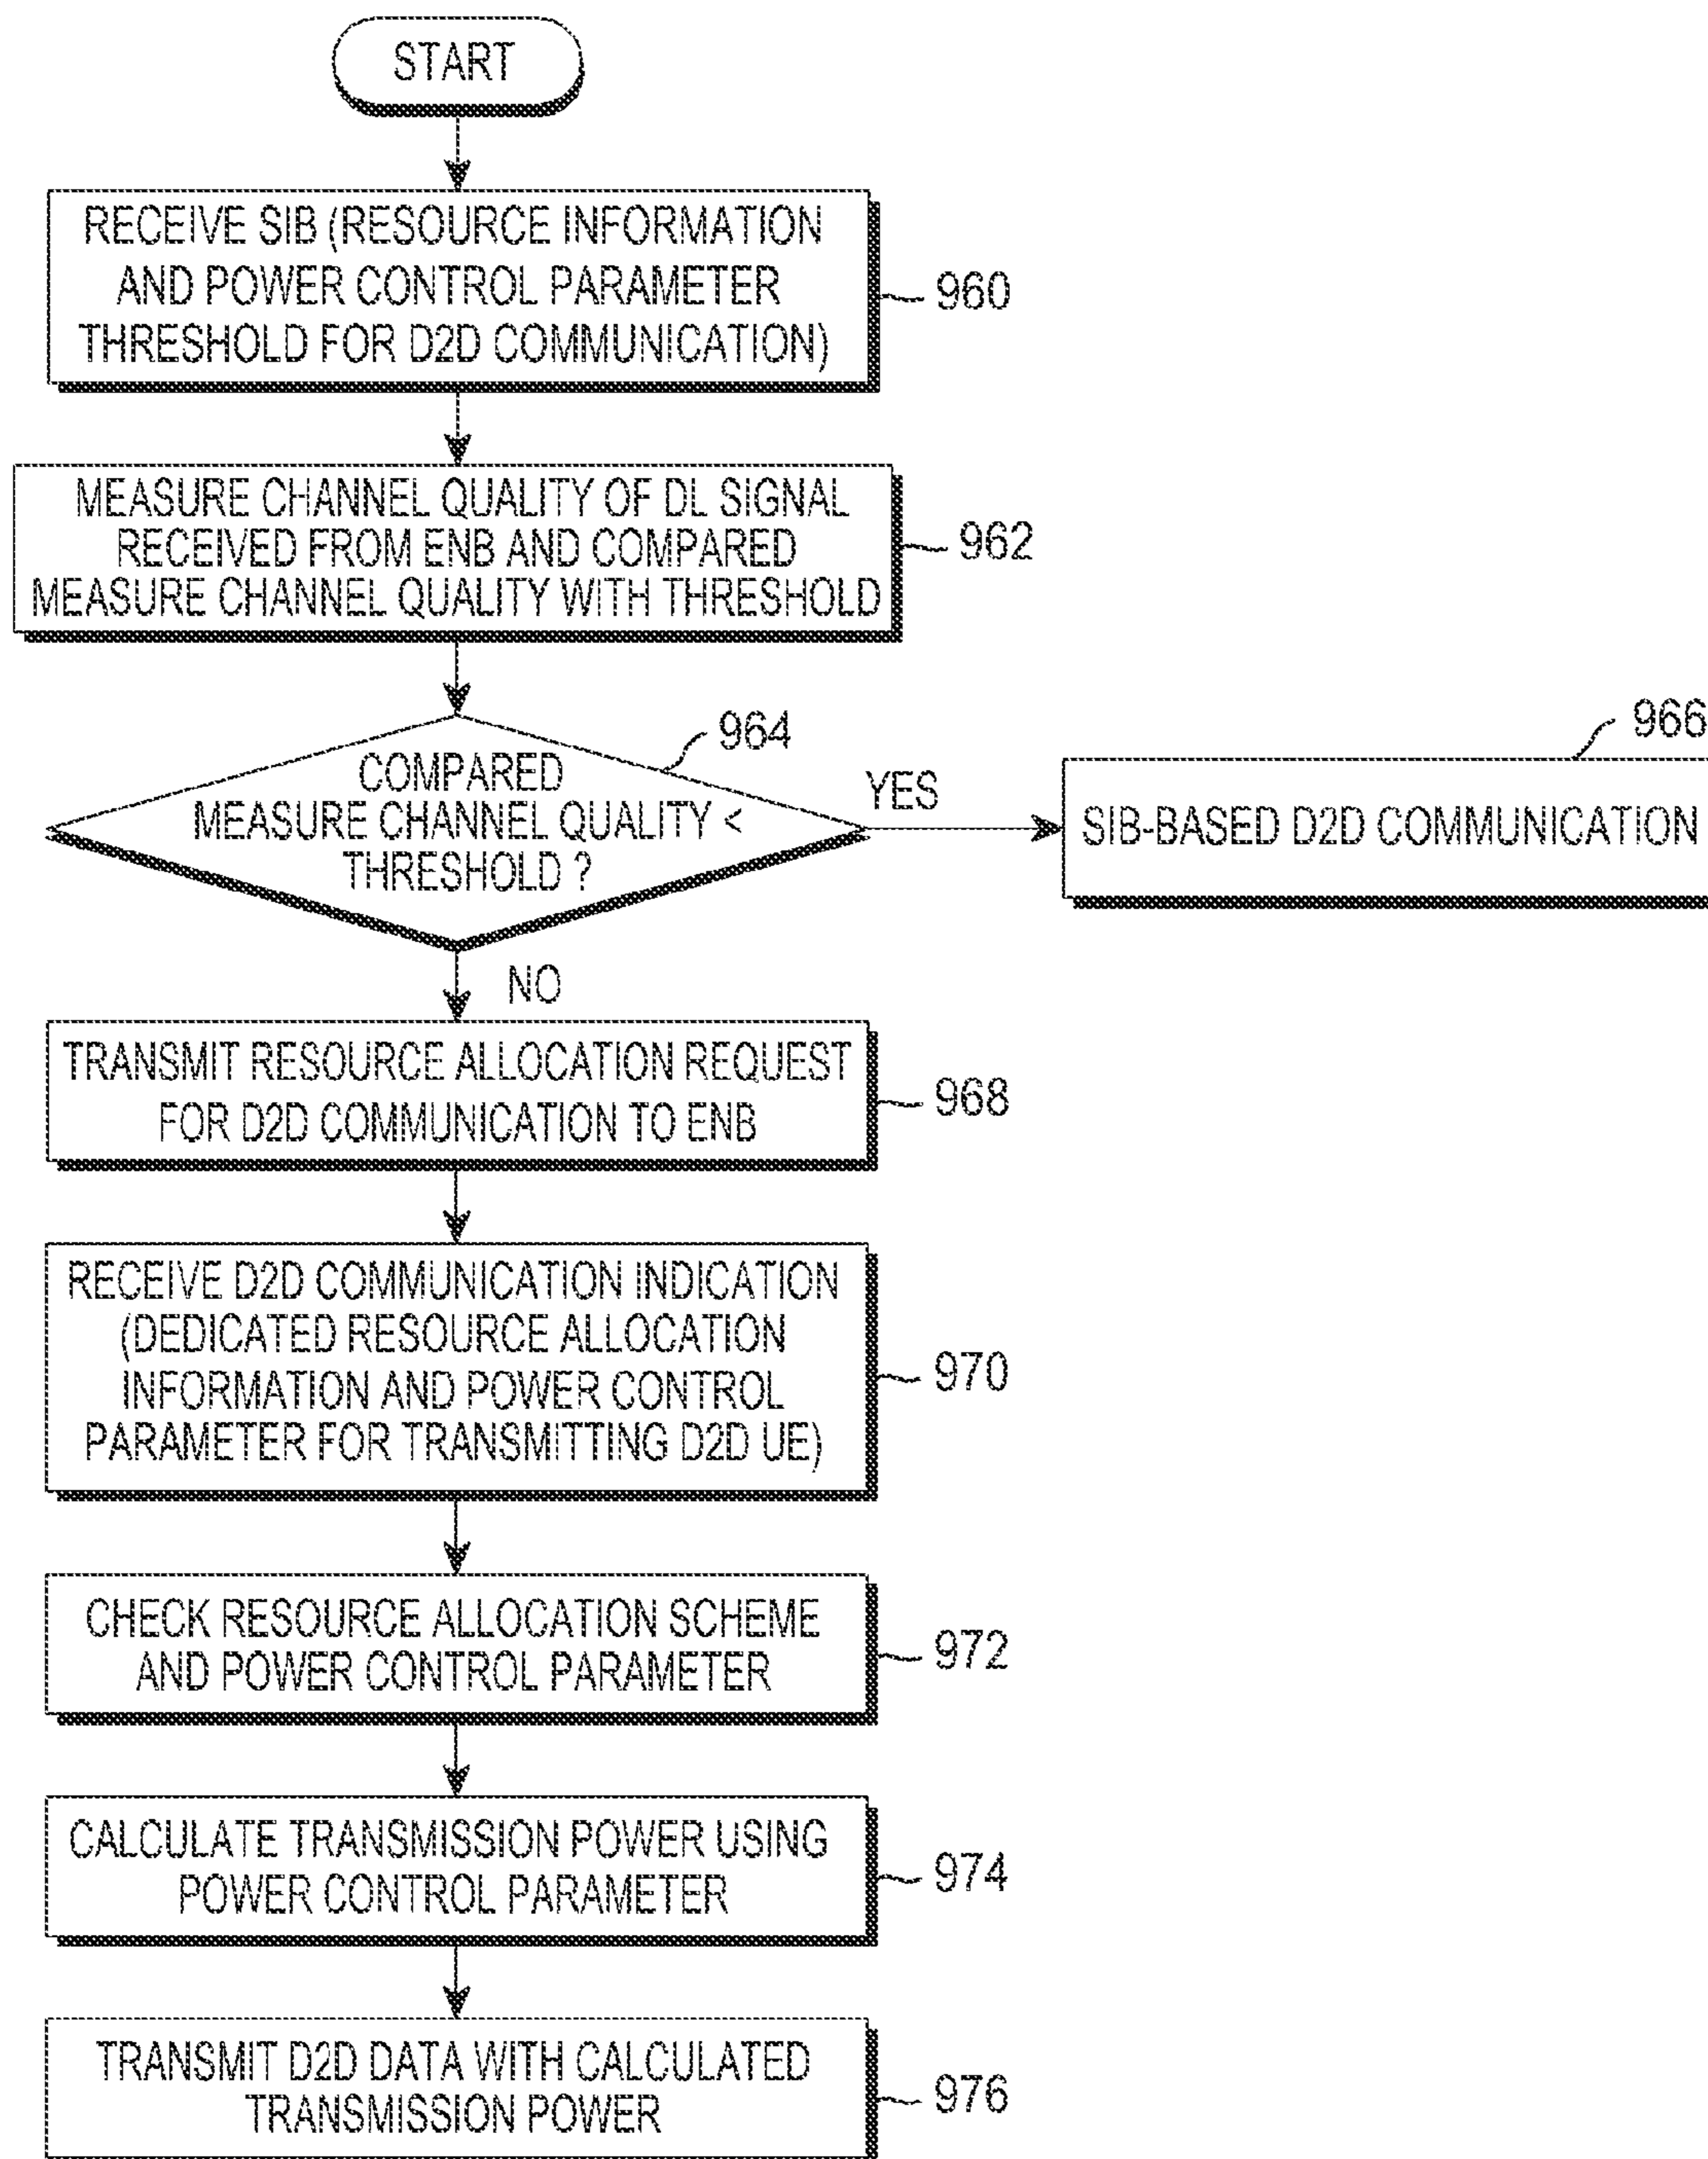 START
RECEIVE SIB (RESOURCE INFORMATION
AND POWER CONTROL PARAMETER
THRESHOLD FOR D2D COMMUNICATION)
960
MEASURE CHANNEL QUALITY OF DL SIGNAL
RECEIVED FROM ENB AND COMPARED
MEASURE CHANNEL QUALITY WITH THRESHOLD
962
964
COMPARED
MEASURE CHANNEL QUALITY <
THRESHOLD ?
YES
966
SIB-BASED D2D COMMUNICATION
NO
TRANSMIT RESOURCE ALLOCATION REQUEST
FOR D2D COMMUNICATION TO ENB
968
RECEIVE D2D COMMUNICATION INDICATION
(DEDICATED RESOURCE ALLOCATION
INFORMATION AND POWER CONTROL
PARAMETER FOR TRANSMITTING D2D UE)
970
CHECK RESOURCE ALLOCATION SCHEME
AND POWER CONTROL PARAMETER
972
CALCULATE TRANSMISSION POWER USING
POWER CONTROL PARAMETER
974
TRANSMIT D2D DATA WITH CALCULATED
TRANSMISSION POWER
976